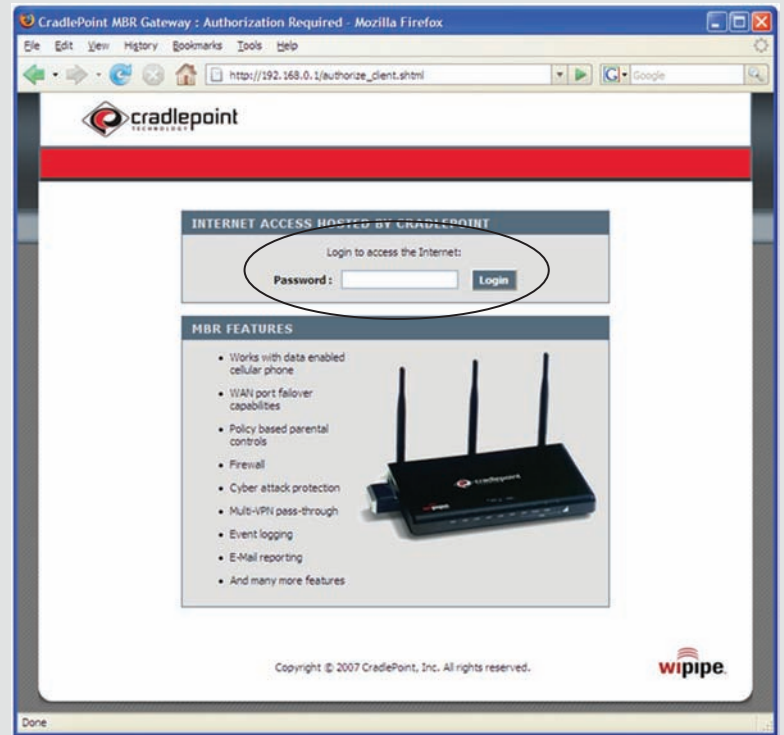 CradlePoint MBR Gateway : Authorization Required - Mozilla Firefox
File Edit View History Bookmarks Tools Help
http://192.168.0.1/authorize_client.shtml
G Google
cradlepoint
TECHNOLOGY
INTERNET ACCESS HOSTED BY CRADLEPOINT
Login to access the Internet:
Password :
Login
MBR FEATURES
• Works with data enabled
cellular phone
• WAN port failover
capabilities
• Policy based parental
controls
• Firewall
• Cyber attack protection
• Multi-VPN pass-through
• Event logging
• E-Mail reporting
• And many more features
cradlepoint
wipipe
Copyright © 2007 CradlePoint, Inc. All rights reserved.
wipipe
Done